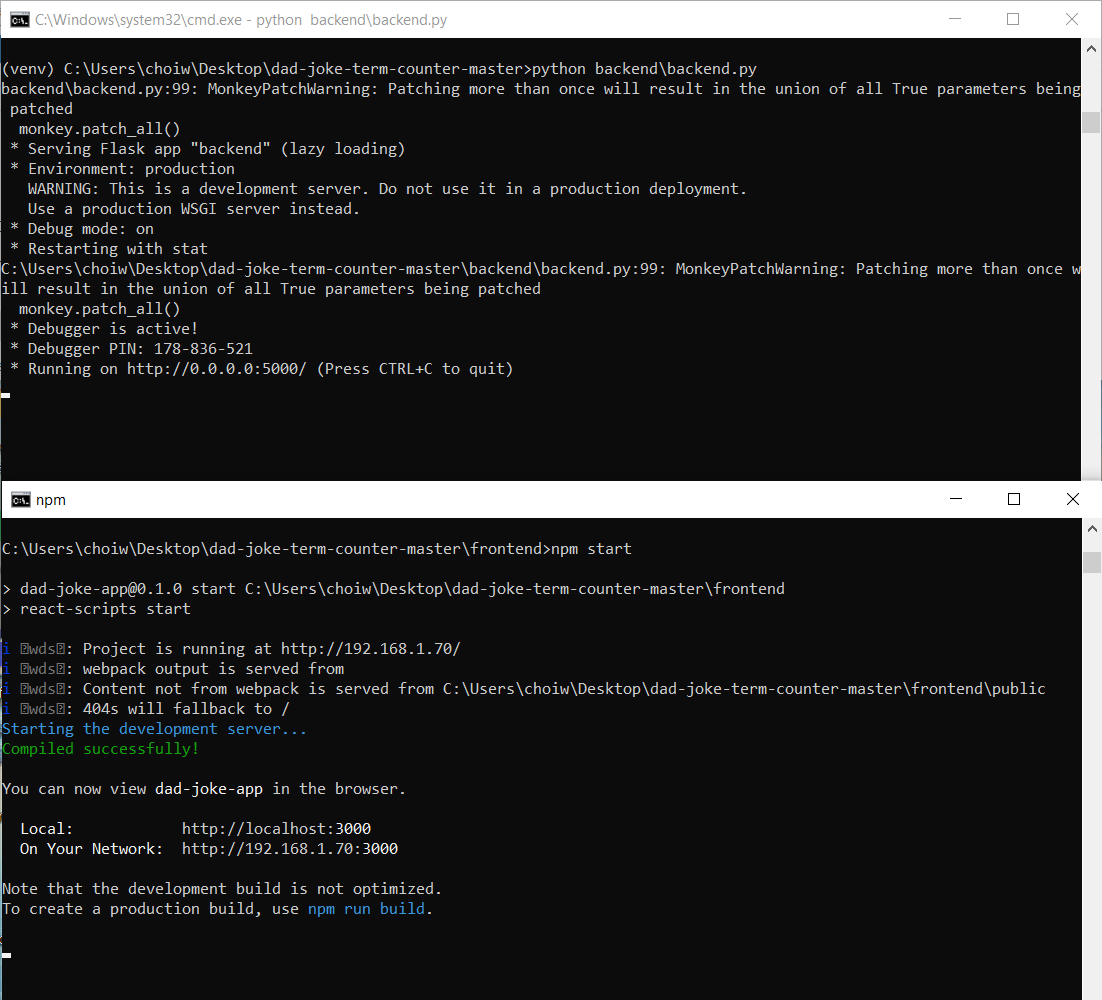 C:\Windows\system32\cmd.exe - python  backend\backend.py
(venv) C:\Users\choiw\Desktop\dad-joke-term-counter-master>python backend\backend.py
backend\backend.py:99: MonkeyPatchWarning: Patching more than once will result in the union of all True parameters being
 patched
  monkey.patch_all()
 * Serving Flask app "backend" (lazy loading)
 * Environment: production
   WARNING: This is a development server. Do not use it in a production deployment.
   Use a production WSGI server instead.
 * Debug mode: on
 * Restarting with stat
C:\Users\choiw\Desktop\dad-joke-term-counter-master\backend\backend.py:99: MonkeyPatchWarning: Patching more than once w
ill result in the union of all True parameters being patched
  monkey.patch_all()
 * Debugger is active!
 * Debugger PIN: 178-836-521
 * Running on http://0.0.0.0:5000/ (Press CTRL+C to quit)
npm
C:\Users\choiw\Desktop\dad-joke-term-counter-master\frontend>npm start
> dad-joke-app@0.1.0 start C:\Users\choiw\Desktop\dad-joke-term-counter-master\frontend
> react-scripts start
i ⍰wds⍰: Project is running at http://192.168.1.70/
i ⍰wds⍰: webpack output is served from
i ⍰wds⍰: Content not from webpack is served from C:\Users\choiw\Desktop\dad-joke-term-counter-master\frontend\public
i ⍰wds⍰: 404s will fallback to /
Starting the development server...
Compiled successfully!
You can now view dad-joke-app in the browser.
  Local:            http://localhost:3000
  On Your Network:  http://192.168.1.70:3000
Note that the development build is not optimized.
To create a production build, use npm run build.